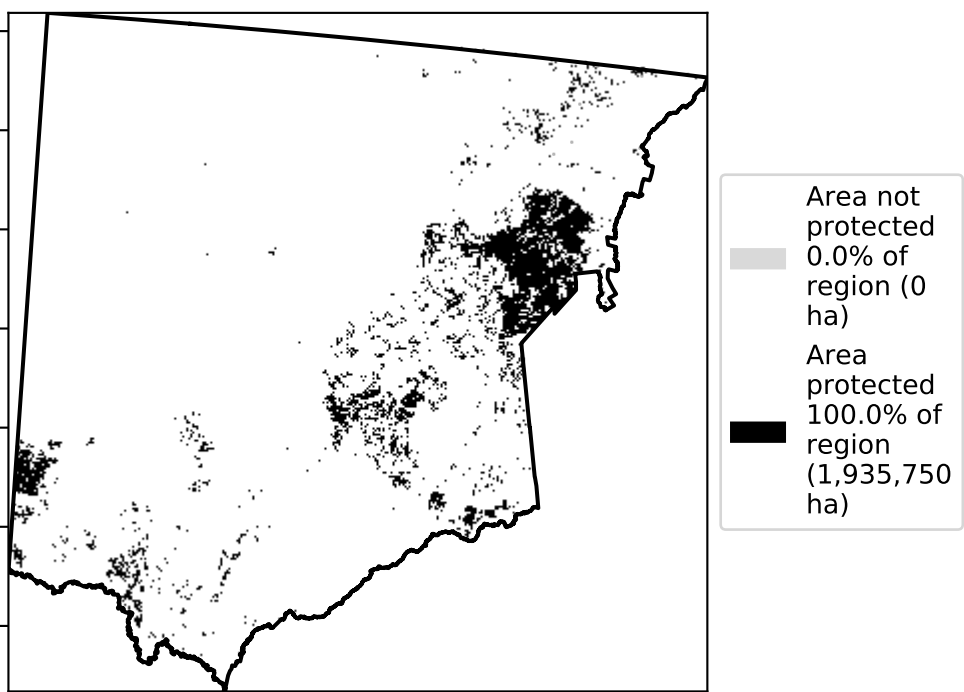 Area not
protected
0.0% of
region (0
ha)
Area
protected
100.0% of
region
(1,935,750
ha)